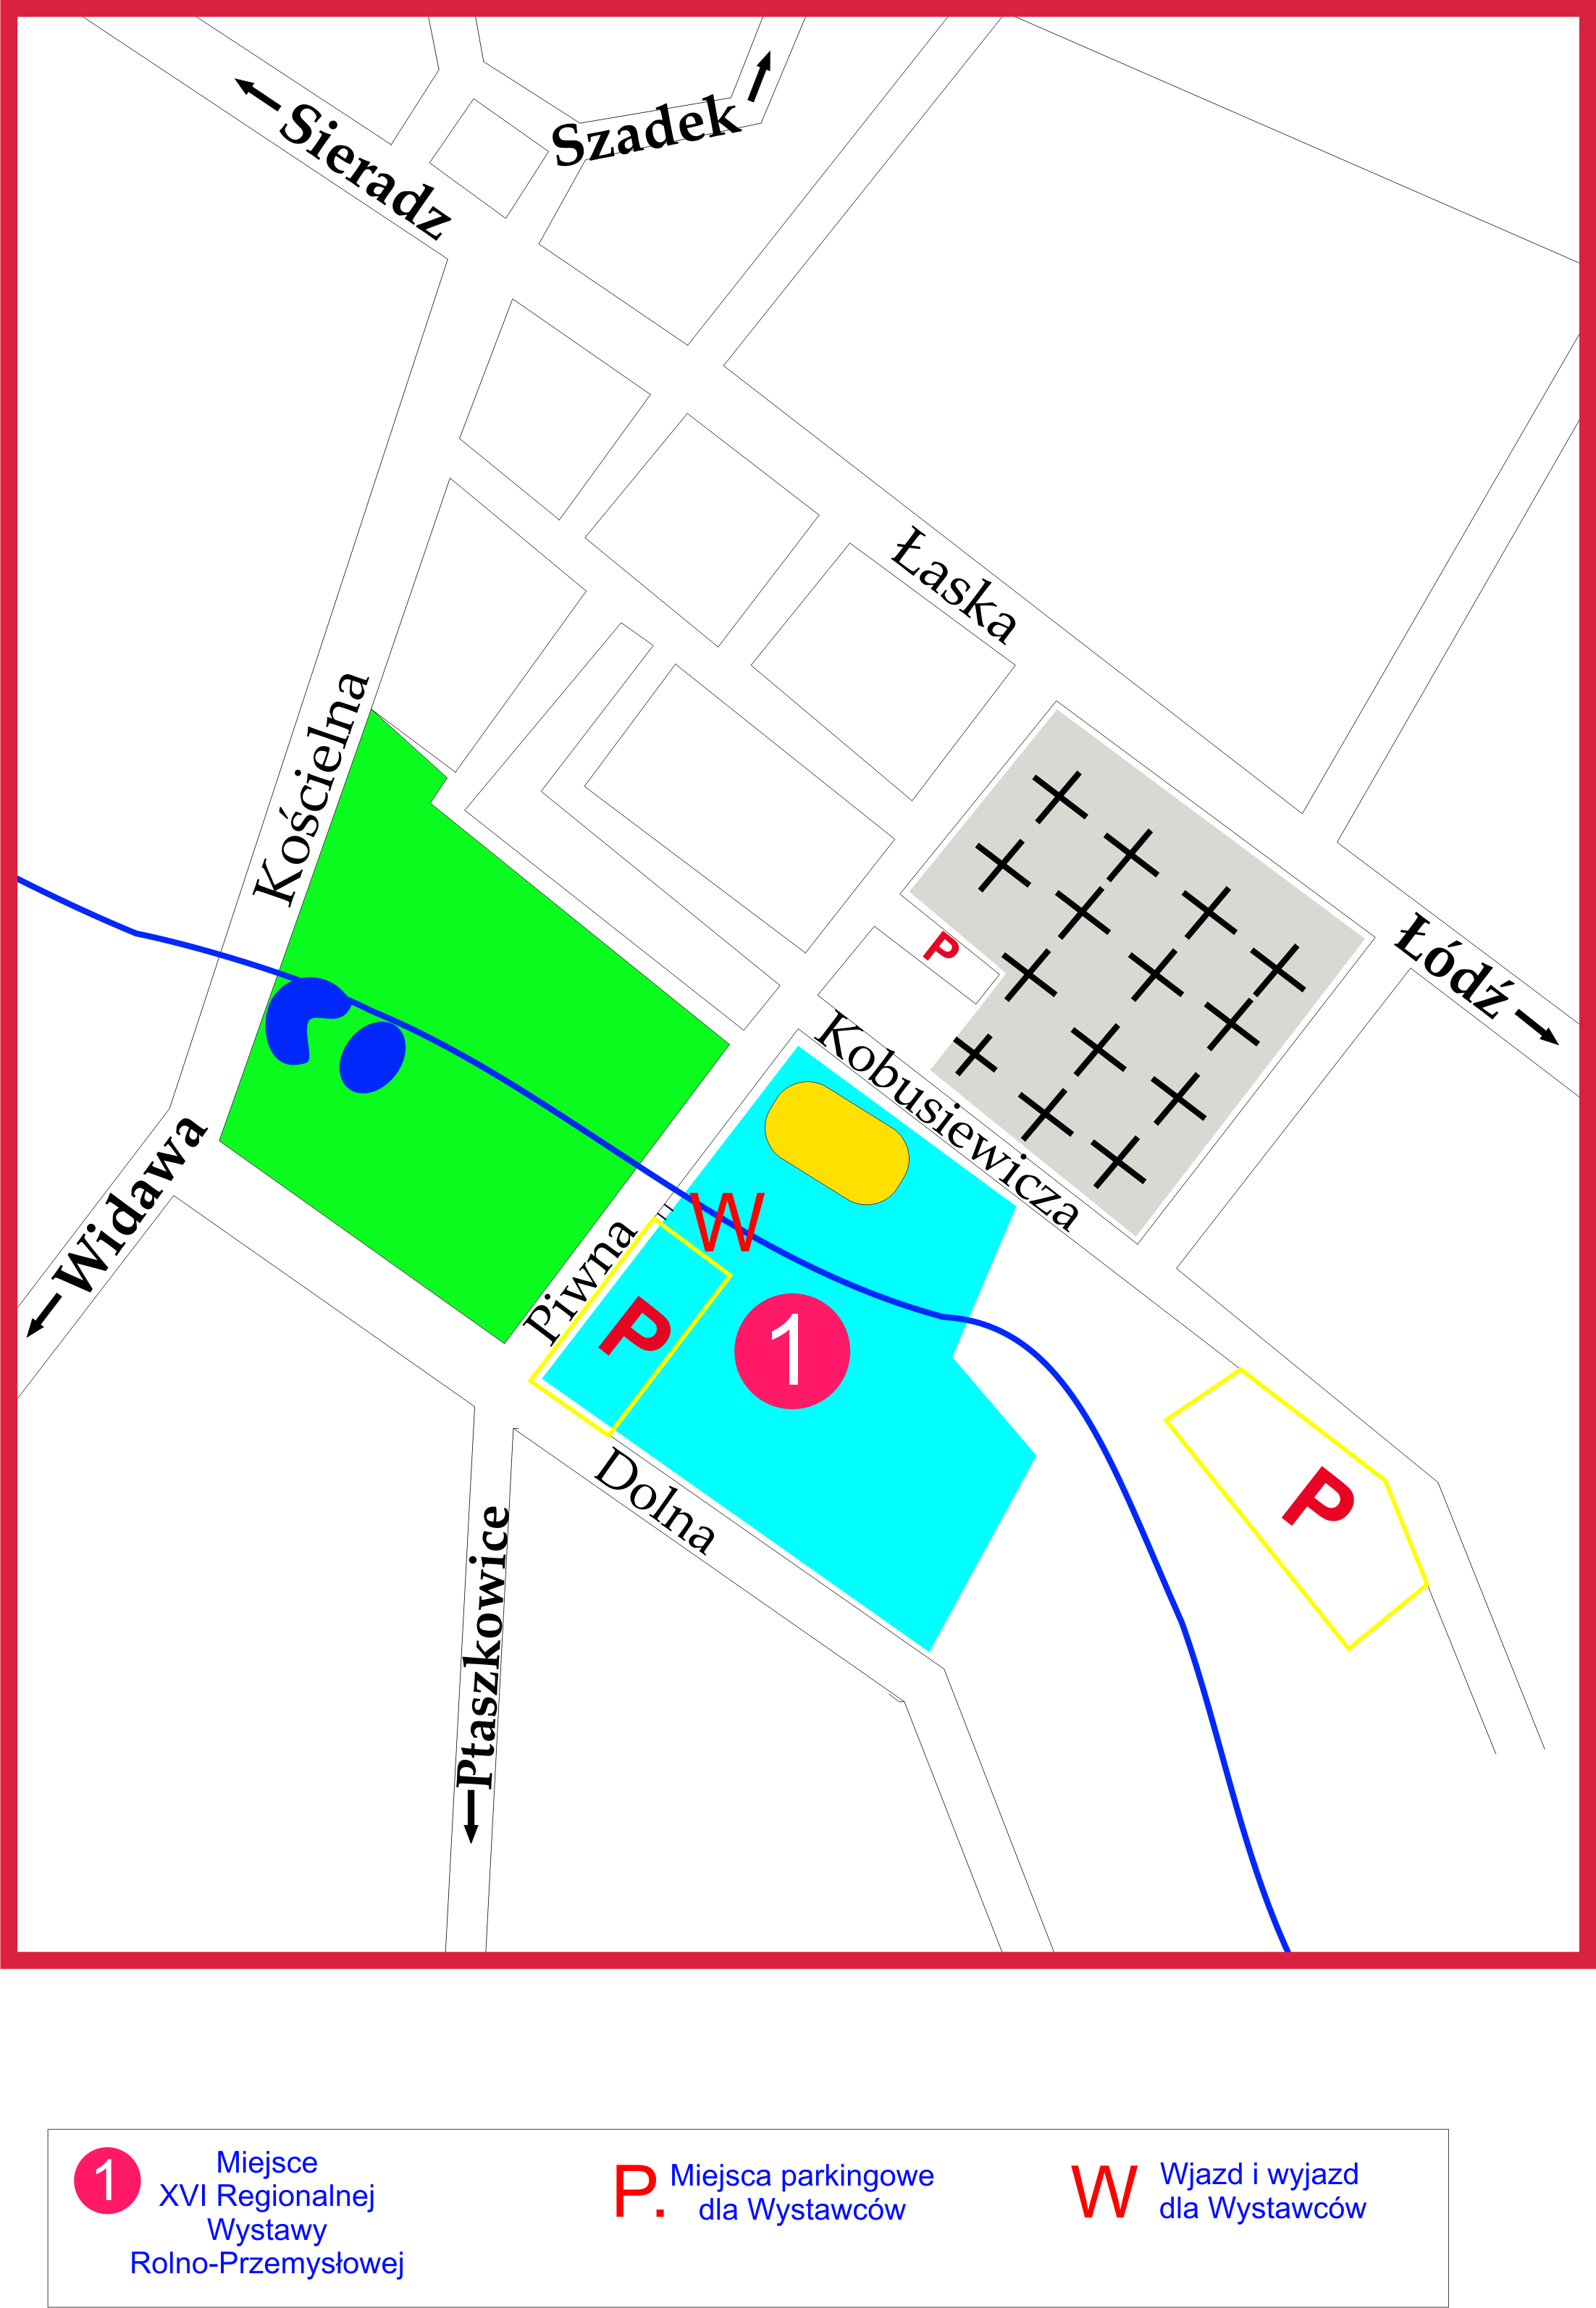 Sieradz
Szadek
Łaska
Kościelna
Łódź
P
Kobusiewicza
Widawa
W
Piwna
P
1
P
Dolna
Ptaszkowice
1
Miejsce
XVI Regionalnej
Wystawy
Rolno-Przemysłowej
P.
Miejsca parkingowe
dla Wystawców
W
Wjazd i wyjazd
dla Wystawców